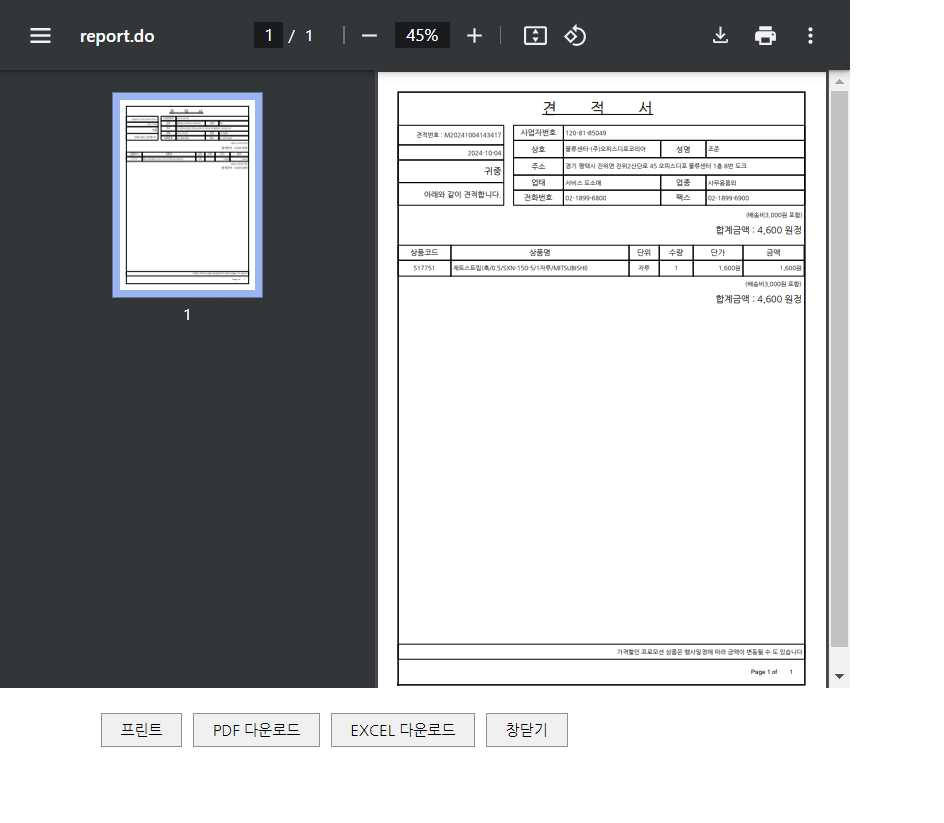 report.do
1 / 1
45%
1
견 적 서
견적번호 : M20241004143417
2024-10-04
귀중
아래와 같이 견적합니다.
사업자번호 120-81-85049
상호 물류센타-(주)오피스디포코리아 성명 조준
주소 경기 평택시 진위면 진위2산단로 45 오피스디포 물류센터 1층 8번 도크
업태 서비스 도소매 업종 사무용품외
전화번호 02-1899-6800 팩스 02-1899-6900
(배송비3,000원 포함)
합계금액 : 4,600 원정
상품코드 상품명 단위 수량 단가 금액
517751 제토스트림(흑/0.5/SXN-150-5/1자루/MITSUBISHI) 자루 1 1,600원 1,600원
(배송비3,000원 포함)
합계금액 : 4,600 원정
가격할인 프로모션 상품은 행사일정에 따라 금액이 변동될 수 도 있습니다
Page 1 of 1
프린트
PDF 다운로드
EXCEL 다운로드
창닫기